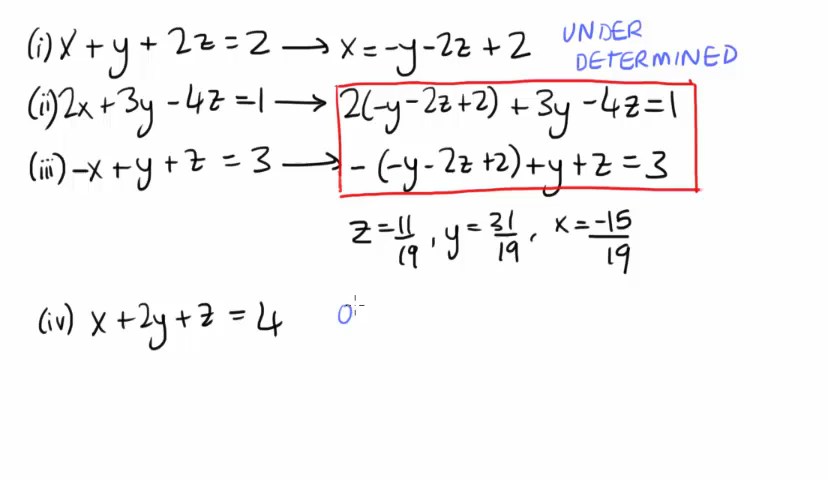 (i) x + y + 2z = 2 → x = -y - 2z + 2 UNDER DETERMINED
(ii) 2x + 3y - 4z = 1 → 2(-y - 2z + 2) + 3y - 4z = 1
(iii) -x + y + z = 3 → - (-y - 2z + 2) + y + z = 3
z = 11/19, y = 31/19, x = -15/19
(iv) x + 2y + z = 4 O